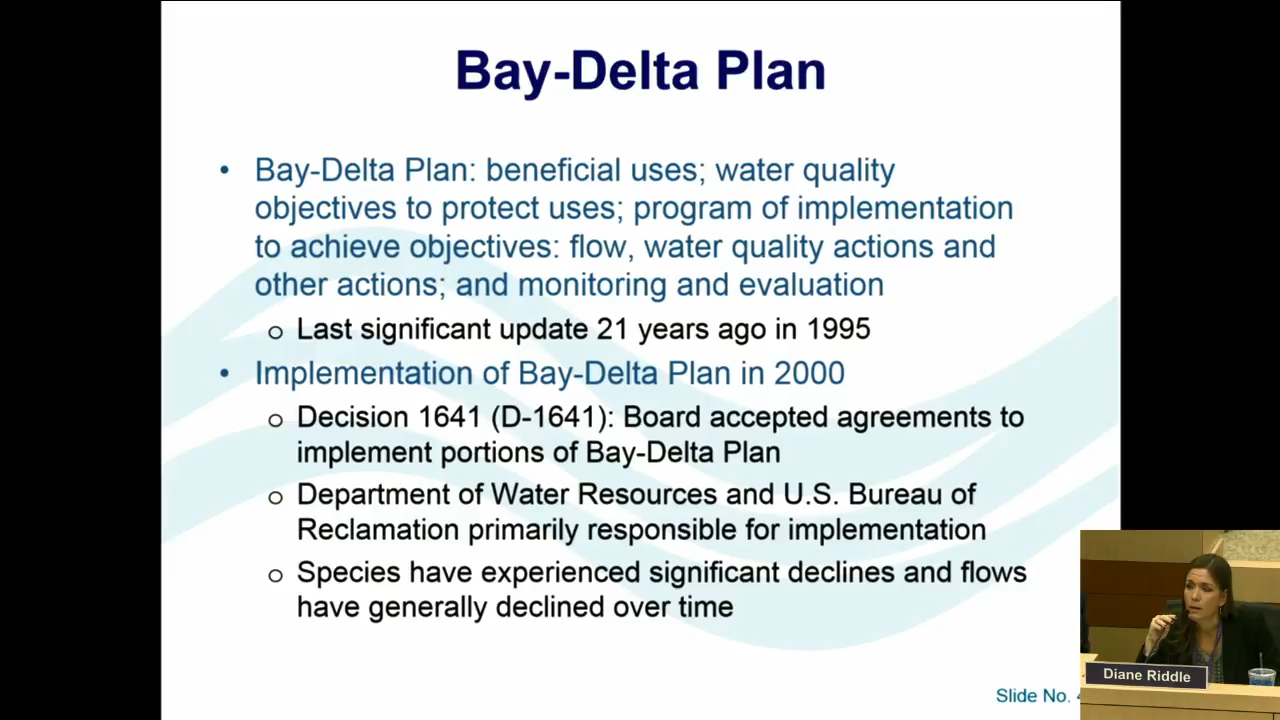 Bay-Delta Plan
• Bay-Delta Plan: beneficial uses; water quality
objectives to protect uses; program of implementation
to achieve objectives: flow, water quality actions and
other actions; and monitoring and evaluation
o Last significant update 21 years ago in 1995
• Implementation of Bay-Delta Plan in 2000
o Decision 1641 (D-1641): Board accepted agreements to
implement portions of Bay-Delta Plan
o Department of Water Resources and U.S. Bureau of
Reclamation primarily responsible for implementation
o Species have experienced significant declines and flows
have generally declined over time
Slide No.
Diane Riddle